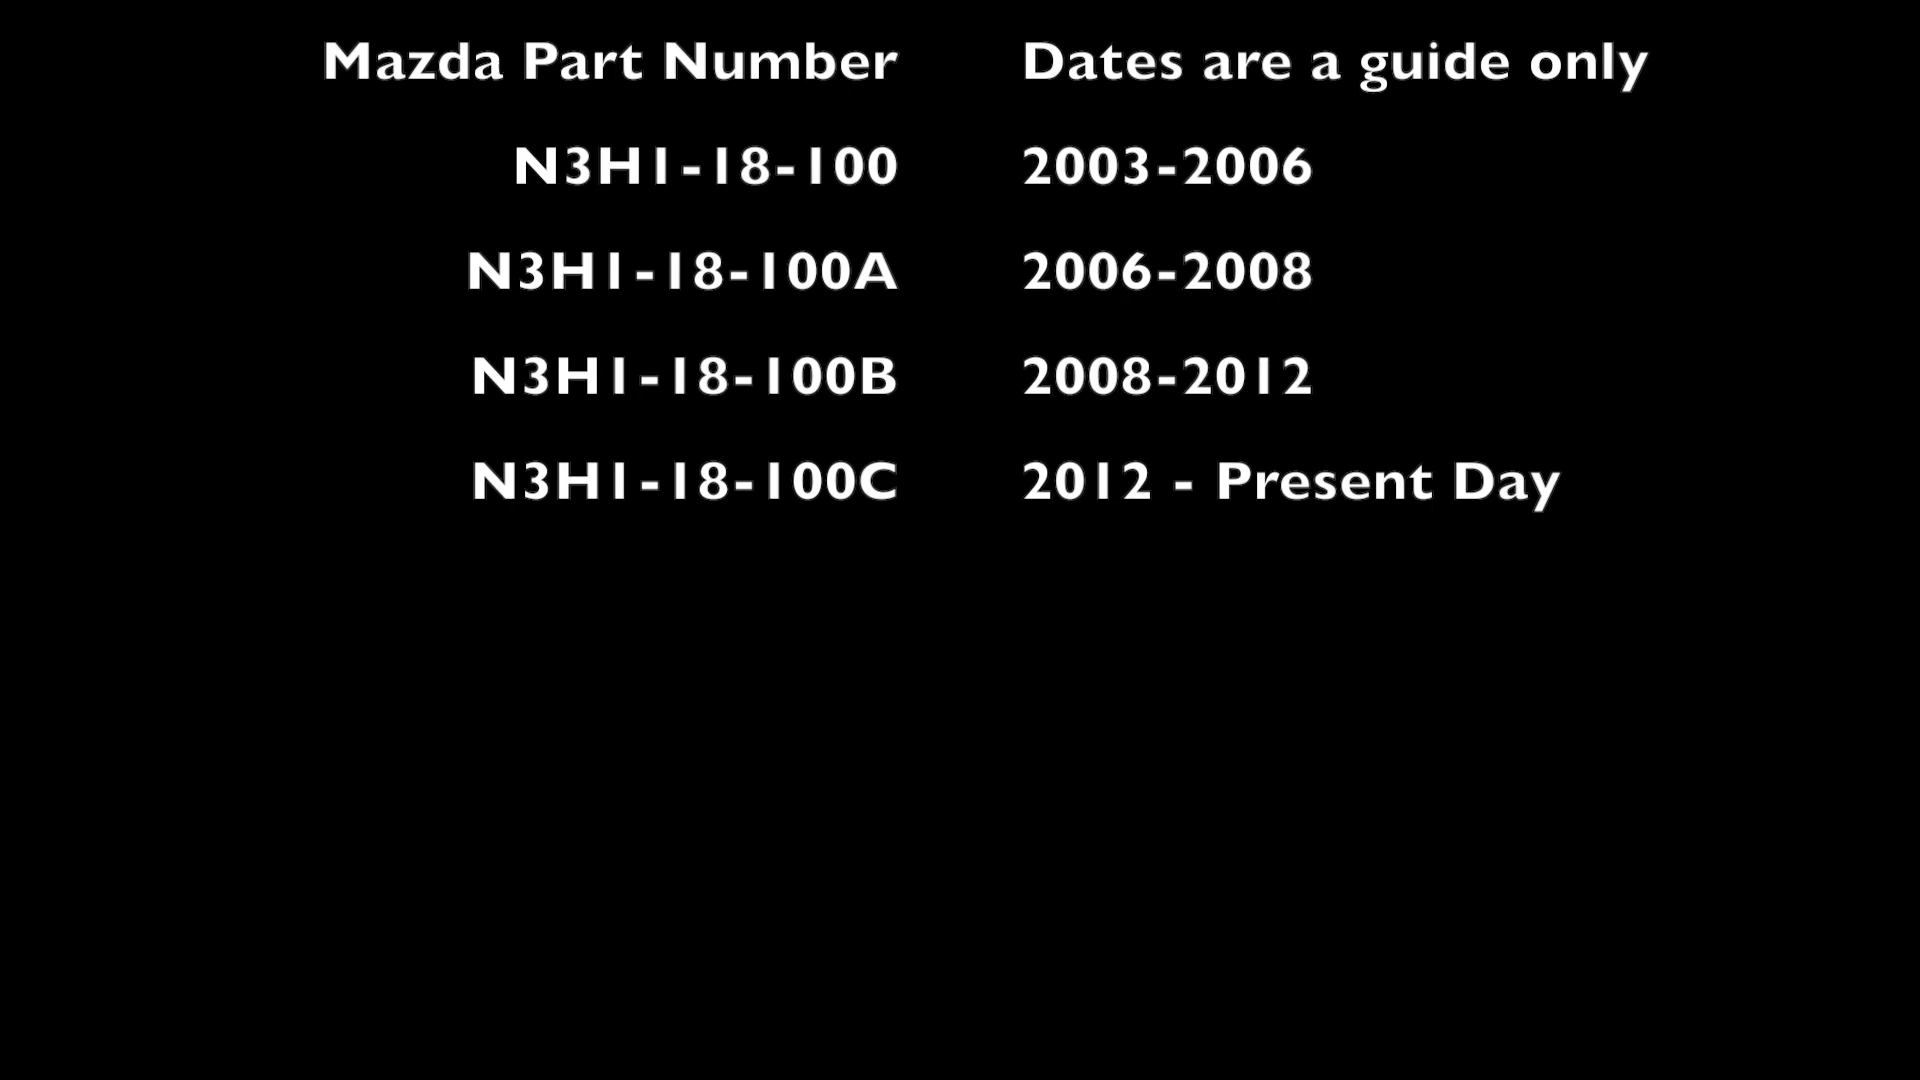 Mazda Part Number Dates are a guide only
N3H1-18-100 2003-2006
N3H1-18-100A 2006-2008
N3H1-18-100B 2008-2012
N3H1-18-100C 2012 - Present Day